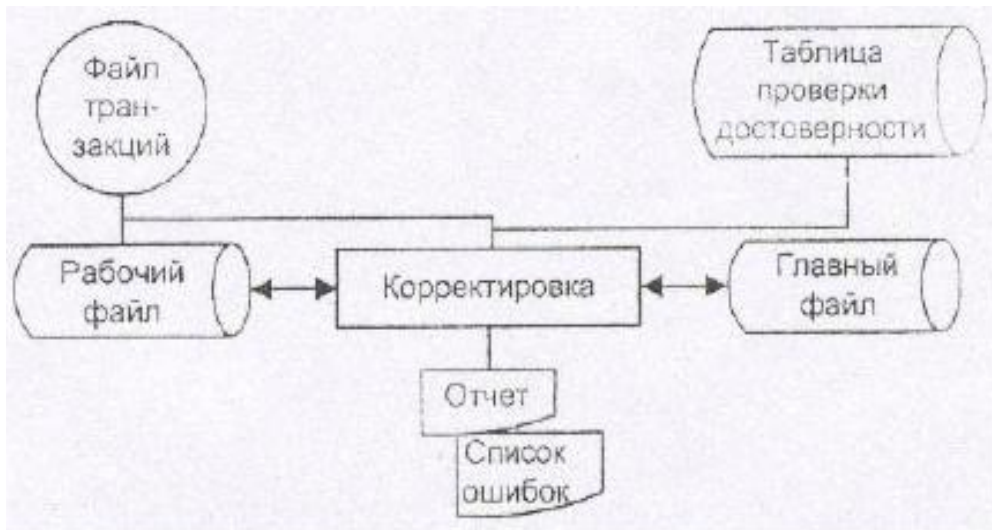 Файл
тран-
закций
Таблица
проверки
достоверности
Рабочий
файл
Корректировка
Главный
файл
Отчет
Список
ошибок